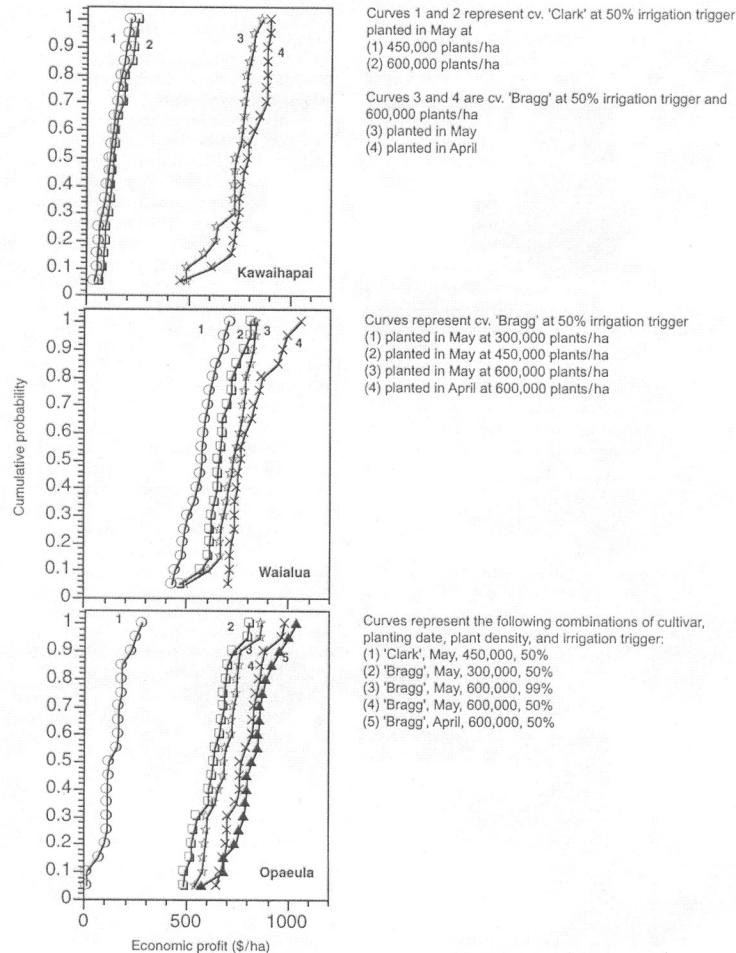 1
0.9
0.8
0.7
0.6
0.5
0.4
0.3
0.2
0.1
0
1
2
3
4
Kawaihapai
Curves 1 and 2 represent cv. 'Clark' at 50% irrigation trigger
planted in May at
(1) 450,000 plants/ha
(2) 600,000 plants/ha
Curves 3 and 4 are cv. 'Bragg' at 50% irrigation trigger and
600,000 plants/ha
(3) planted in May
(4) planted in April
Cumulative probability
1
0.9
0.8
0.7
0.6
0.5
0.4
0.3
0.2
0.1
0
1
2
3
4
Waialua
Curves represent cv. 'Bragg' at 50% irrigation trigger
(1) planted in May at 300,000 plants/ha
(2) planted in May at 450,000 plants/ha
(3) planted in May at 600,000 plants/ha
(4) planted in April at 600,000 plants/ha
1
0.9
0.8
0.7
0.6
0.5
0.4
0.3
0.2
0.1
0
1
2
3
4
5
Opaeula
Curves represent the following combinations of cultivar,
planting date, plant density, and irrigation trigger:
(1) 'Clark', May, 450,000, 50%
(2) 'Bragg', May, 300,000, 50%
(3) 'Bragg', May, 600,000, 99%
(4) 'Bragg', May, 600,000, 50%
(5) 'Bragg', April, 600,000, 50%
0 500 1000
Economic profit ($/ha)